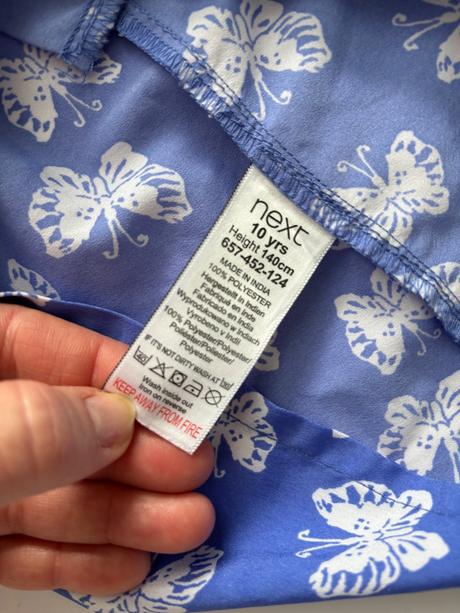 next
10 yrs
Height 140cm
657-452-124
MADE IN INDIA
100% POLYESTER
Hergestellt in Indien
Fabriqué en Inde
Fabricado en India
Wyprodukowano w Indiach
Vyrobeno v Indii
100% Polyester/Polyester/
Poliéster/Poliester/
Polyester
IF IT'S NOT DIRTY WASH AT
Wash inside out
Iron on reverse
KEEP AWAY FROM FIRE